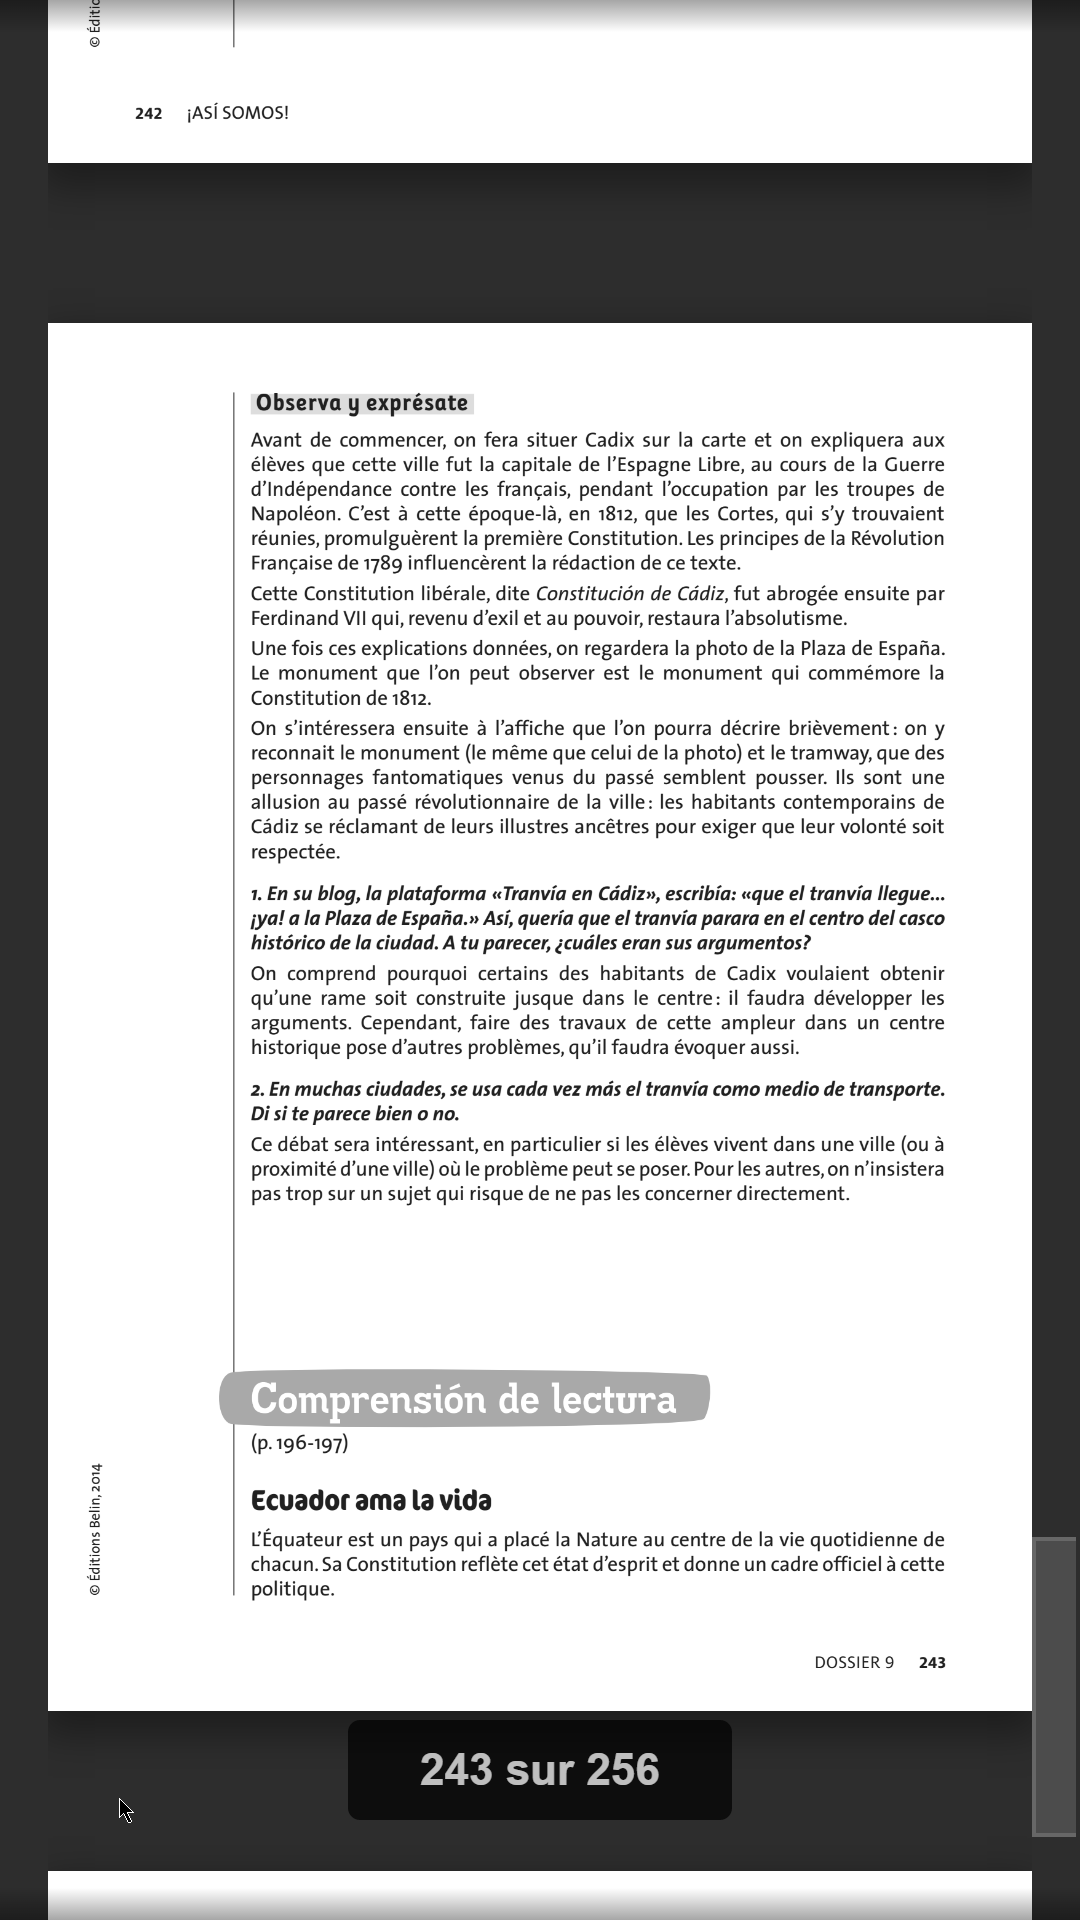 © Éditio
242 ¡ASÍ SOMOS!
Observa y exprésate
Avant de commencer, on fera situer Cadix sur la carte et on expliquera aux
élèves que cette ville fut la capitale de l’Espagne Libre, au cours de la Guerre
d’Indépendance contre les français, pendant l’occupation par les troupes de
Napoléon. C’est à cette époque-là, en 1812, que les Cortes, qui s’y trouvaient
réunies, promulguèrent la première Constitution. Les principes de la Révolution
Française de 1789 influencèrent la rédaction de ce texte.
Cette Constitution libérale, dite Constitución de Cádiz, fut abrogée ensuite par
Ferdinand VII qui, revenu d’exil et au pouvoir, restaura l’absolutisme.
Une fois ces explications données, on regardera la photo de la Plaza de España.
Le monument que l’on peut observer est le monument qui commémore la
Constitution de 1812.
On s’intéressera ensuite à l’affiche que l’on pourra décrire brièvement : on y
reconnait le monument (le même que celui de la photo) et le tramway, que des
personnages fantomatiques venus du passé semblent pousser. Ils sont une
allusion au passé révolutionnaire de la ville : les habitants contemporains de
Cádiz se réclamant de leurs illustres ancêtres pour exiger que leur volonté soit
respectée.
1. En su blog, la plataforma «Tranvía en Cádiz», escribía: «que el tranvía llegue...
¡ya! a la Plaza de España.» Así, quería que el tranvía parara en el centro del casco
histórico de la ciudad. A tu parecer, ¿cuáles eran sus argumentos?
On comprend pourquoi certains des habitants de Cadix voulaient obtenir
qu’une rame soit construite jusque dans le centre : il faudra développer les
arguments. Cependant, faire des travaux de cette ampleur dans un centre
historique pose d’autres problèmes, qu’il faudra évoquer aussi.
2. En muchas ciudades, se usa cada vez más el tranvía como medio de transporte.
Di si te parece bien o no.
Ce débat sera intéressant, en particulier si les élèves vivent dans une ville (ou à
proximité d’une ville) où le problème peut se poser. Pour les autres, on n’insistera
pas trop sur un sujet qui risque de ne pas les concerner directement.
Comprensión de lectura
(p. 196-197)
Ecuador ama la vida
L’Équateur est un pays qui a placé la Nature au centre de la vie quotidienne de
chacun. Sa Constitution reflète cet état d’esprit et donne un cadre officiel à cette
politique.
© Éditions Belin, 2014
DOSSIER 9 243
243 sur 256